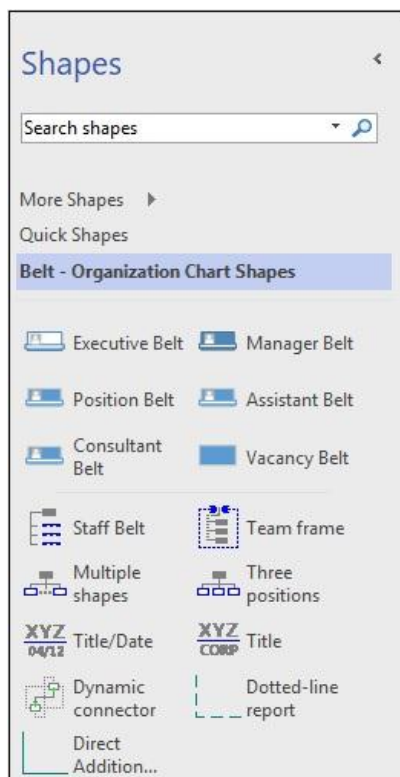 Shapes
Search shapes
More Shapes
Quick Shapes
Belt - Organization Chart Shapes
Executive Belt
Manager Belt
Position Belt
Assistant Belt
Consultant
Belt
Vacancy Belt
Staff Belt
Team frame
Multiple
shapes
Three
positions
XYZ
04/12
Title/Date
XYZ
CORP
Title
Dynamic
connector
Dotted-line
report
Direct
Addition...